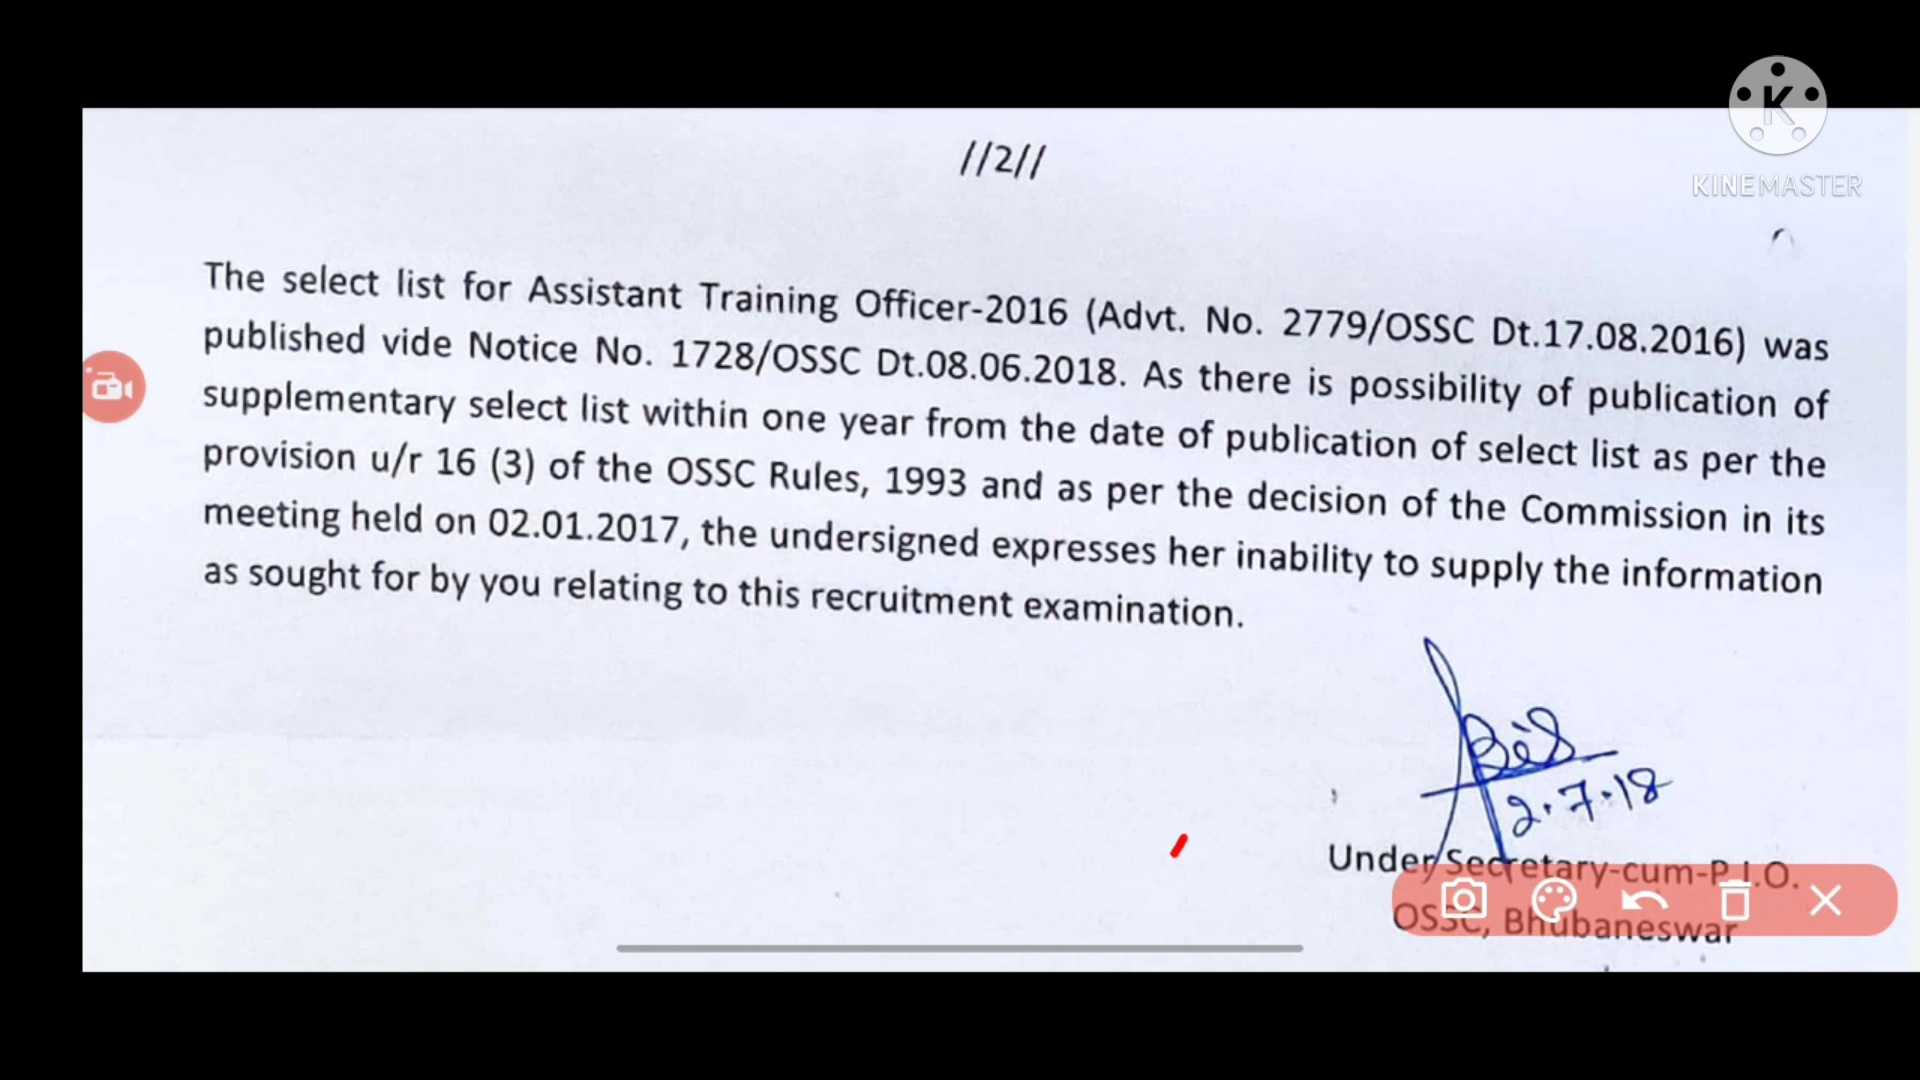 K
KINEMASTER
//2//
The select list for Assistant Training Officer-2016 (Advt. No. 2779/OSSC Dt.17.08.2016) was
published vide Notice No. 1728/OSSC Dt.08.06.2018. As there is possibility of publication of
supplementary select list within one year from the date of publication of select list as per the
provision u/r 16 (3) of the OSSC Rules, 1993 and as per the decision of the Commission in its
meeting held on 02.01.2017, the undersigned expresses her inability to supply the information
as sought for by you relating to this recruitment examination.
2.7.18
Under Secretary-cum-P.I.O.
OSSC, Bhubaneswar